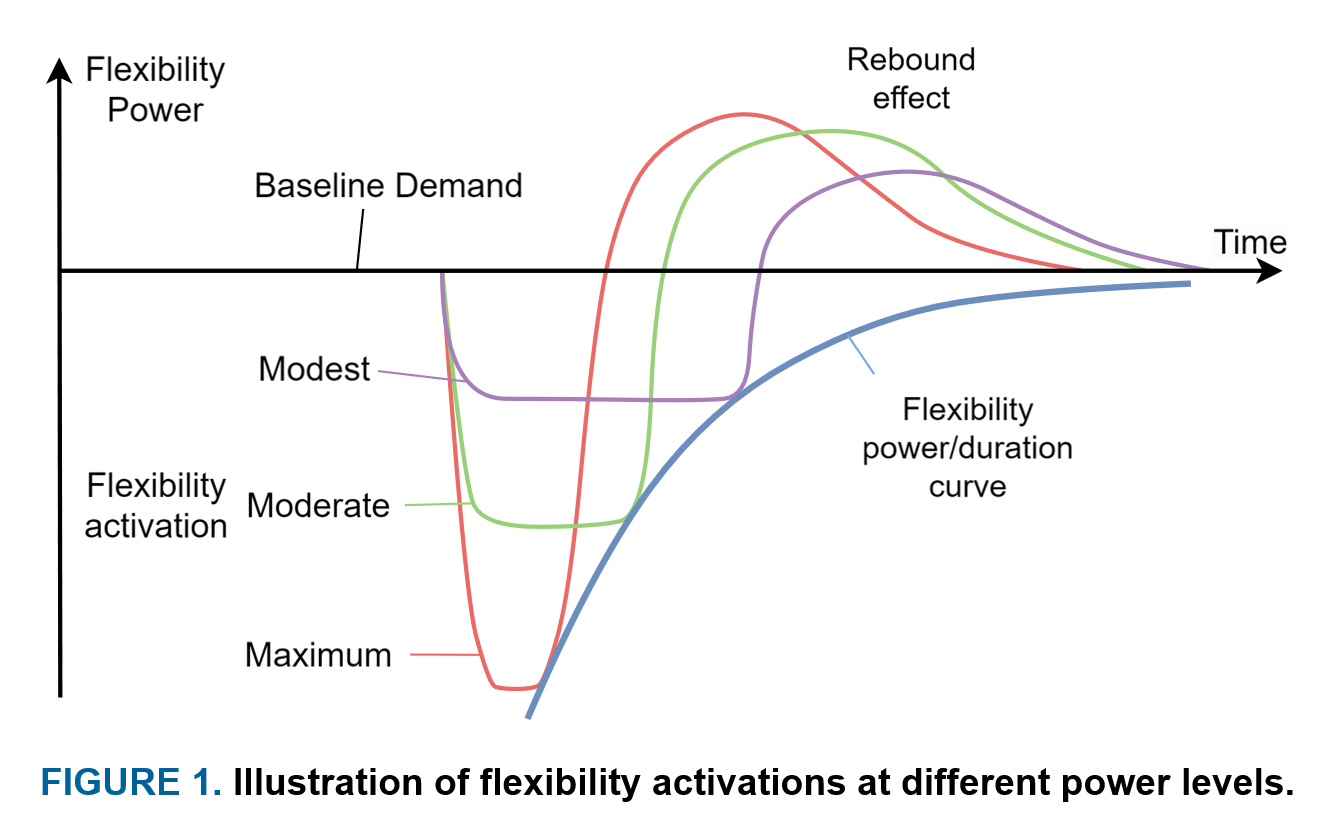 Flexibility
Power
Rebound
effect
Baseline Demand
Time
Modest
Flexibility
power/duration
curve
Flexibility
activation
Moderate
Maximum
FIGURE 1. Illustration of flexibility activations at different power levels.